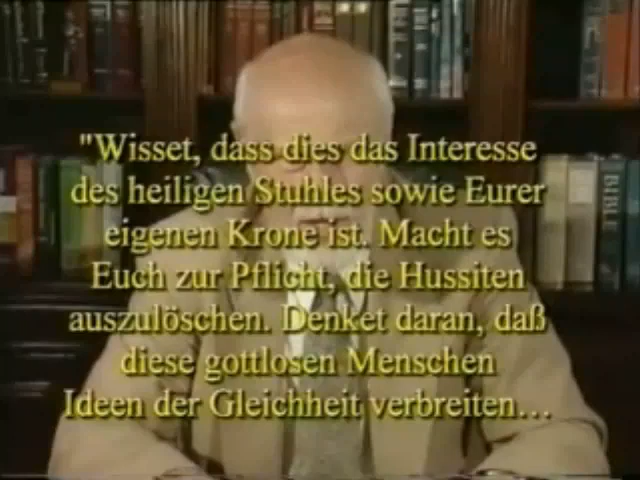 "Wisset, dass dies das Interesse
des heiligen Stuhles sowie Eurer
eigenen Krone ist. Macht es
Euch zur Pflicht, die Hussiten
auszulöschen. Denket daran, daß
diese gottlosen Menschen
Ideen der Gleichheit verbreiten...
BIBLE